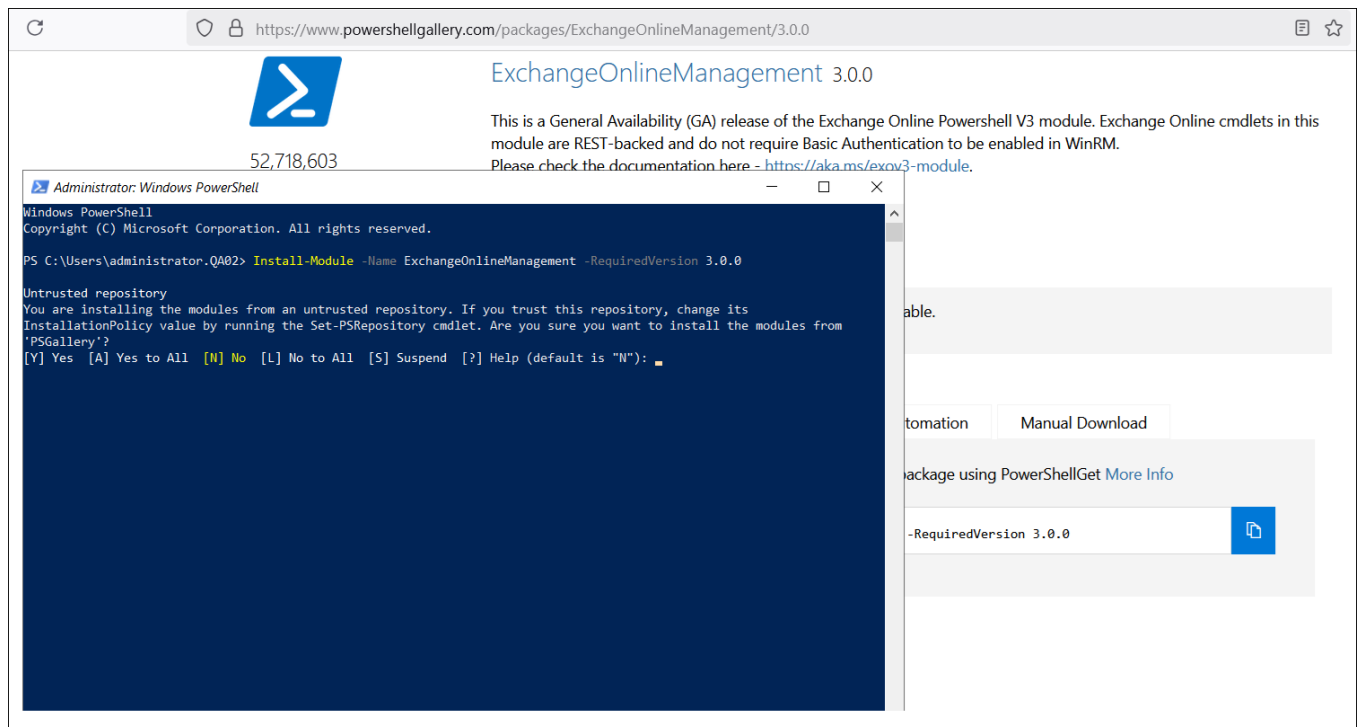 https://www.powershellgallery.com/packages/ExchangeOnlineManagement/3.0.0
ExchangeOnlineManagement 3.0.0
This is a General Availability (GA) release of the Exchange Online Powershell V3 module. Exchange Online cmdlets in this
module are REST-backed and do not require Basic Authentication to be enabled in WinRM.
Please check the documentation here - https://aka.ms/exov3-module.
52,718,603
Administrator: Windows PowerShell
Windows PowerShell
Copyright (C) Microsoft Corporation. All rights reserved.
PS C:\Users\administrator.QA02> Install-Module -Name ExchangeOnlineManagement -RequiredVersion 3.0.0
Untrusted repository
You are installing the modules from an untrusted repository. If you trust this repository, change its
InstallationPolicy value by running the Set-PSRepository cmdlet. Are you sure you want to install the modules from
'PSGallery'?
[Y] Yes  [A] Yes to All  [N] No  [L] No to All  [S] Suspend  [?] Help (default is "N"):
able.
tomation
Manual Download
package using PowerShellGet More Info
-RequiredVersion 3.0.0